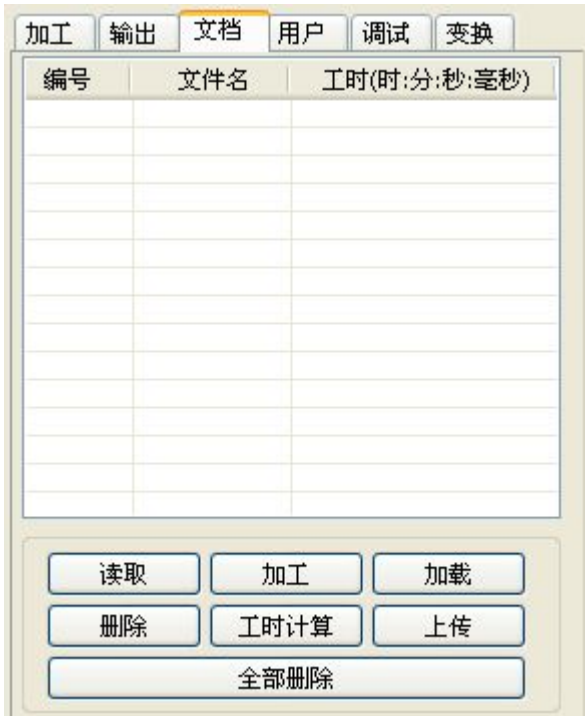 加工 输出 文档 用户 调试 变换
编号 文件名 工时(时:分:秒:毫秒)
读取 加工 加载
删除 工时计算 上传
全部删除